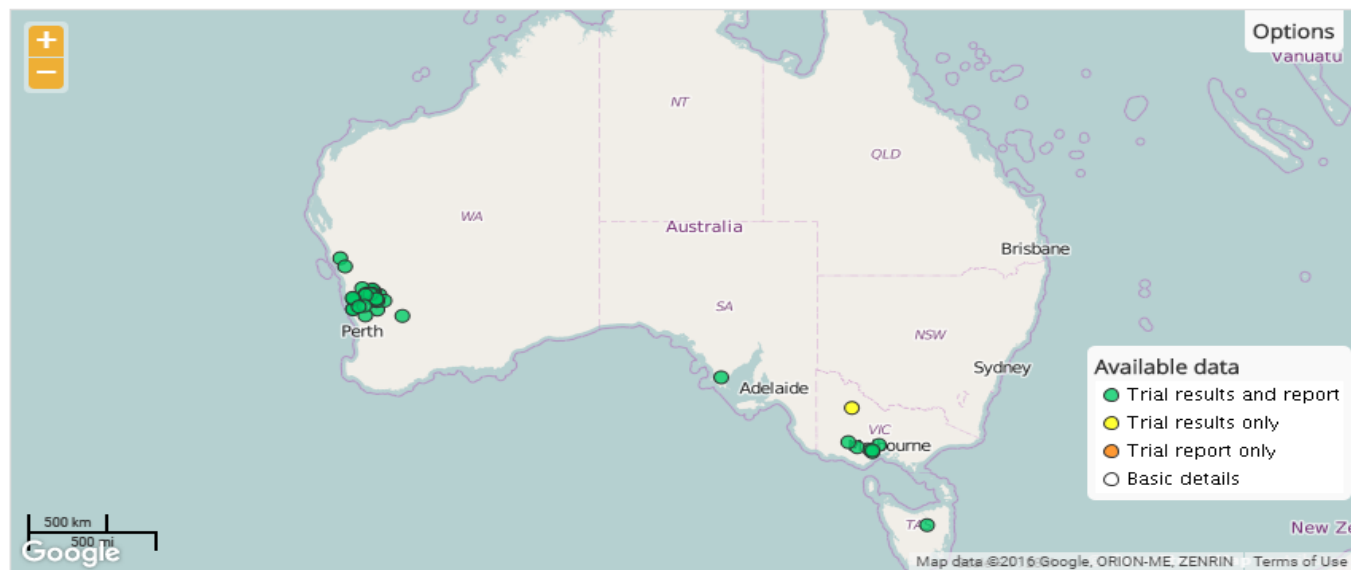 +
−
Options
Vanuatu
NT
QLD
WA
Australia
Brisbane
SA
NSW
Perth
Sydney
Adelaide
VIC
ourne
Available data
Trial results and report
Trial results only
Trial report only
Basic details
TA
New Ze
500 km
500 mi
Google
Map data ©2016 Google, ORION-ME, ZENRIN
Terms of Use